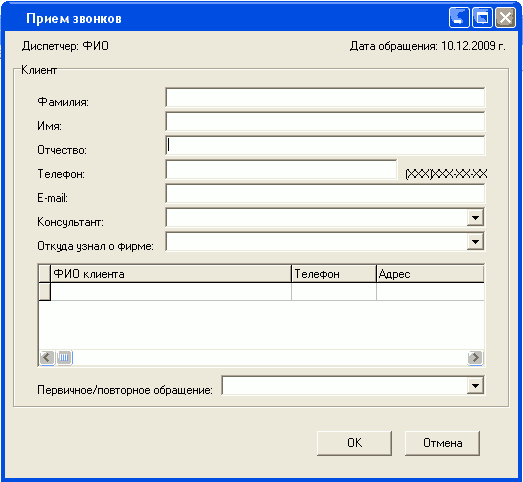 Прием звонков
Диспетчер: ФИО Дата обращения: 10.12.2009 г.
Клиент
Фамилия:
Имя:
Отчество:
Телефон: (XXX)XXX-XX-XX
E-mail:
Консультант:
Откуда узнал о фирме:
ФИО клиента Телефон Адрес
Первичное/повторное обращение:
OK Отмена